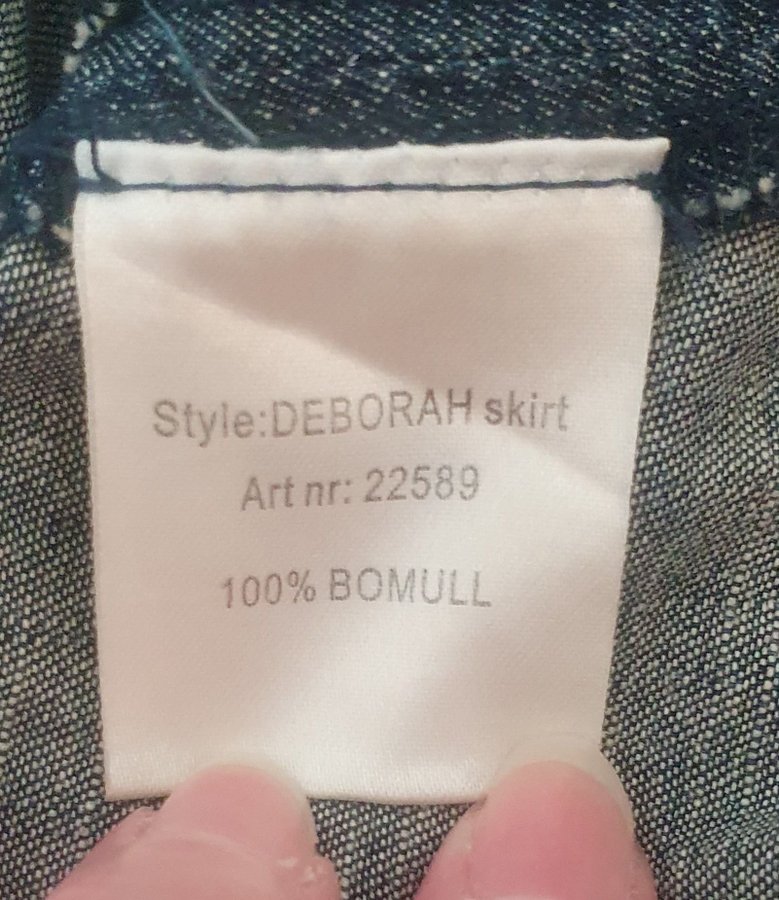 Style:DEBORAH skirt
Art nr: 22589
100% BOMULL